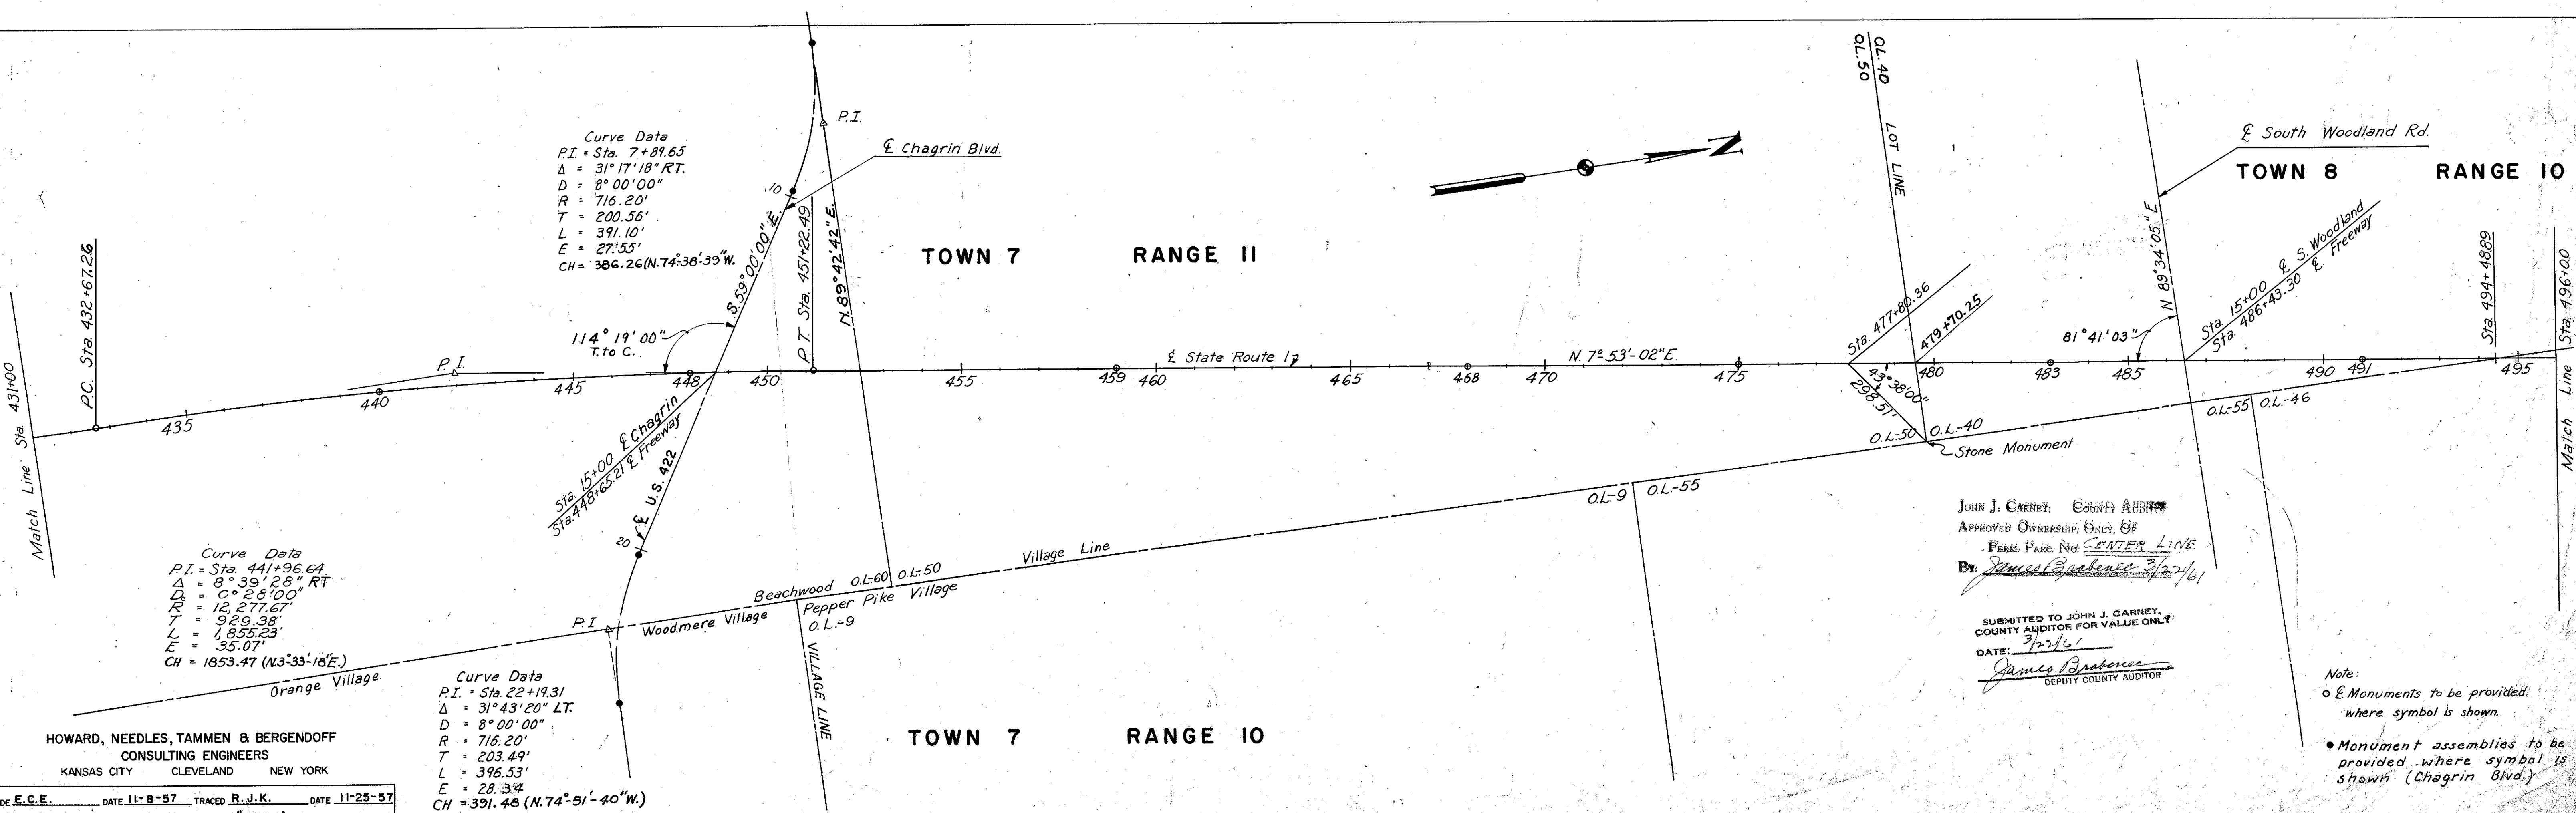 Match Line Sta. 431+00
P.C. Sta. 432+67.26
435
440
P.I.
445
448
450
455
459
460
465
468
470
475
480
483
485
490
491
495
Curve Data
P.I. = Sta. 7+89.65
Δ = 31° 17' 18" RT.
D = 8° 00' 00"
R = 716.20'
T = 200.56'
L = 391.10'
E = 27.55'
CH = 386.26 (N.74°-38'-39"W.
114° 19' 00"
T. to C.
10
P.I.
℄ Chagrin Blvd.
S. 59° 00' 00" E.
P.T. Sta. 451+22.49
N. 89° 42' 42" E.
TOWN 7 RANGE 11
N
℄ State Route 1
N. 7°-53'-02"E.
O.L. 40
O.L. 50
LOT LINE
Sta. 477+80.36
479+70.25
43° 38' 00"
298.51'
O.L.-50 O.L.-40
Stone Monument
℄ South Woodland Rd.
TOWN 8 RANGE 10
N 89° 34' 05" E
81° 41' 03"
Sta. 15+00 ℄ S. Woodland
Sta. 486+43.30 ℄ Freeway
Sta. 494+48.89
Match Line Sta. 496+00
O.L.-55 O.L.-46
Sta. 15+00 ℄ Chagrin
Sta. 448+65.21 ℄ Freeway
℄ U.S. 422
20
P.I.
Curve Data
P.I. = Sta. 441+96.64
Δ = 8° 39' 28" RT
D = 0° 28' 00"
R = 12,277.67'
T = 929.38'
L = 1,855.23'
E = 35.07'
CH = 1853.47 (N.3°-33'-18"E.)
Orange Village
Woodmere Village
Beachwood O.L.-60 O.L.-50
Pepper Pike Village
O.L.-9
VILLAGE LINE
Village Line
O.L.-9 O.L.-55
Curve Data
P.I. = Sta. 22+19.31
Δ = 31° 43' 20" LT.
D = 8° 00' 00"
R = 716.20'
T = 203.49'
L = 396.53'
E = 28.34
CH = 391.48 (N.74°-51'-40"W.)
TOWN 7 RANGE 10
HOWARD, NEEDLES, TAMMEN & BERGENDOFF
CONSULTING ENGINEERS
KANSAS CITY CLEVELAND NEW YORK
DE E.C.E. DATE 11-8-57 TRACED R.J.K. DATE 11-25-57
JOHN J. CARNEY, COUNTY AUDITOR
APPROVED OWNERSHIP, ONLY, OF
PERM. PARC. NO. CENTER LINE
BY: James Brabenec 3/22/61
SUBMITTED TO JOHN J. CARNEY,
COUNTY AUDITOR FOR VALUE ONLY:
DATE: 3/22/61
James Brabenec
DEPUTY COUNTY AUDITOR
Note:
○ ℄ Monuments to be provided
where symbol is shown.
● Monument assemblies to be
provided where symbol is
shown (Chagrin Blvd.)